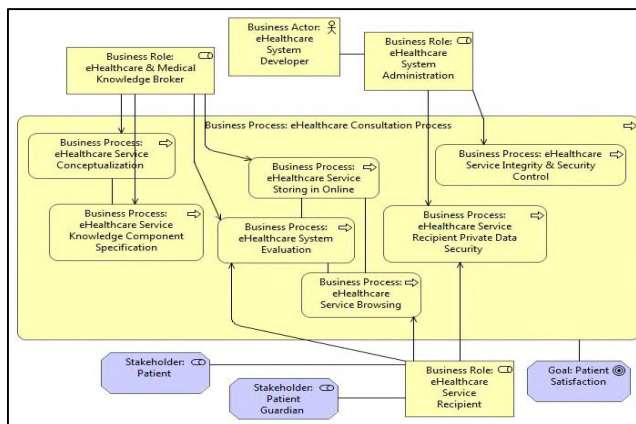 Business Role:
eHealthcare & Medical
Knowledge Broker
Business Actor:
eHealthcare
System
Developer
Business Role:
eHealthcare
System
Administration
Business Process: eHealthcare Consultation Process
Business Process:
eHealthcare Service
Conceptualization
Business Process:
eHealthcare Service
Storing in Online
Business Process: eHealthcare
Service Integrity & Security
Control
Business Process:
eHealthcare Service
Knowledge Component
Specification
Business Process:
eHealthcare System
Evaluation
Business Process:
eHealthcare Service
Recipient Private Data
Security
Business Process:
eHealthcare
Service Browsing
Stakeholder:
Patient
Stakeholder:
Patient
Guardian
Business Role:
eHealthcare
Service
Recipient
Goal: Patient
Satisfaction